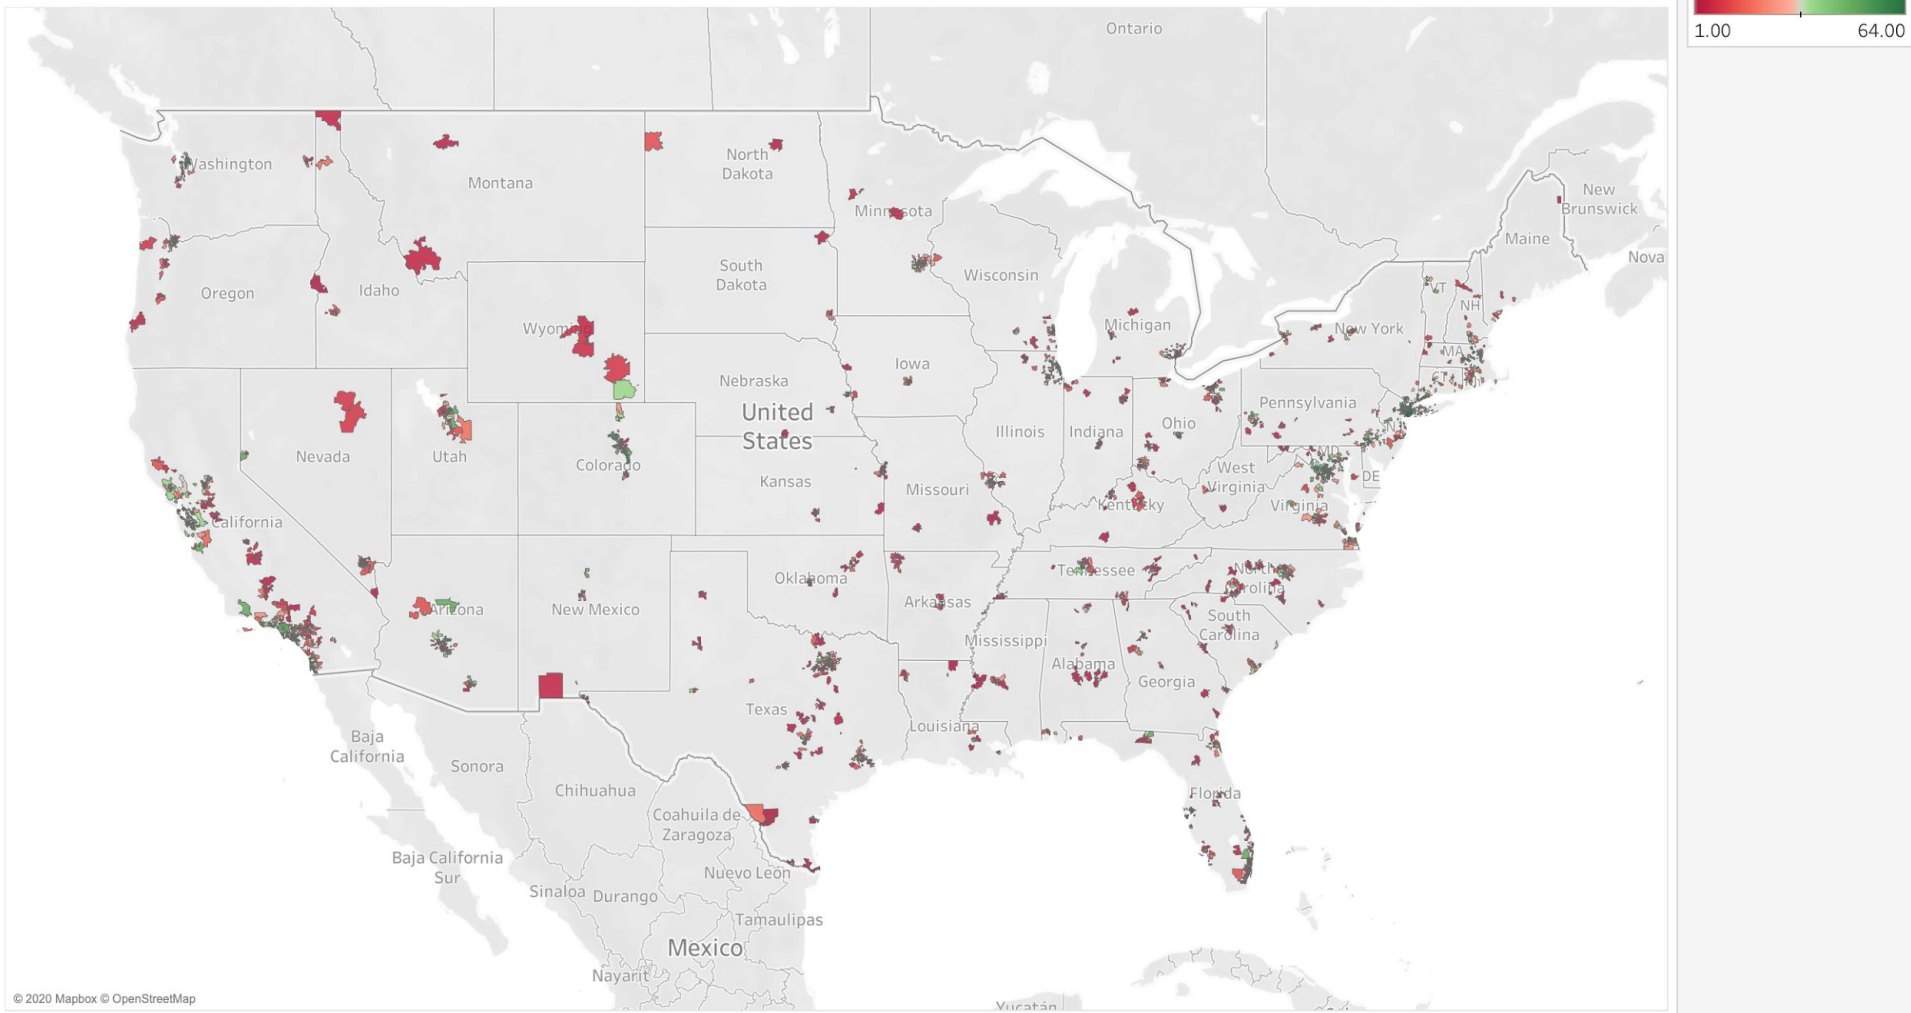 1.00 64.00
Ontario
Washington
Montana
North
Dakota
Minnesota
New
Brunswick
Maine
Nova
Oregon
Idaho
South
Dakota
Wisconsin
VT
NH
Wyoming
Michigan
New York
MA
CT
Iowa
Nebraska
United
States
Pennsylvania
Illinois
Indiana
Ohio
NJ
Nevada
Utah
Colorado
MD
DE
West
Virginia
Kansas
Missouri
Kentucky
Virginia
California
Oklahoma
Tennessee
North
Carolina
Arizona
New Mexico
Arkansas
South
Carolina
Mississippi
Alabama
Georgia
Texas
Louisiana
Baja
California
Sonora
Chihuahua
Florida
Coahuila de
Zaragoza
Baja California
Sur
Nuevo León
Sinaloa
Durango
Tamaulipas
Mexico
Nayarit
© 2020 Mapbox © OpenStreetMap
Yucatán